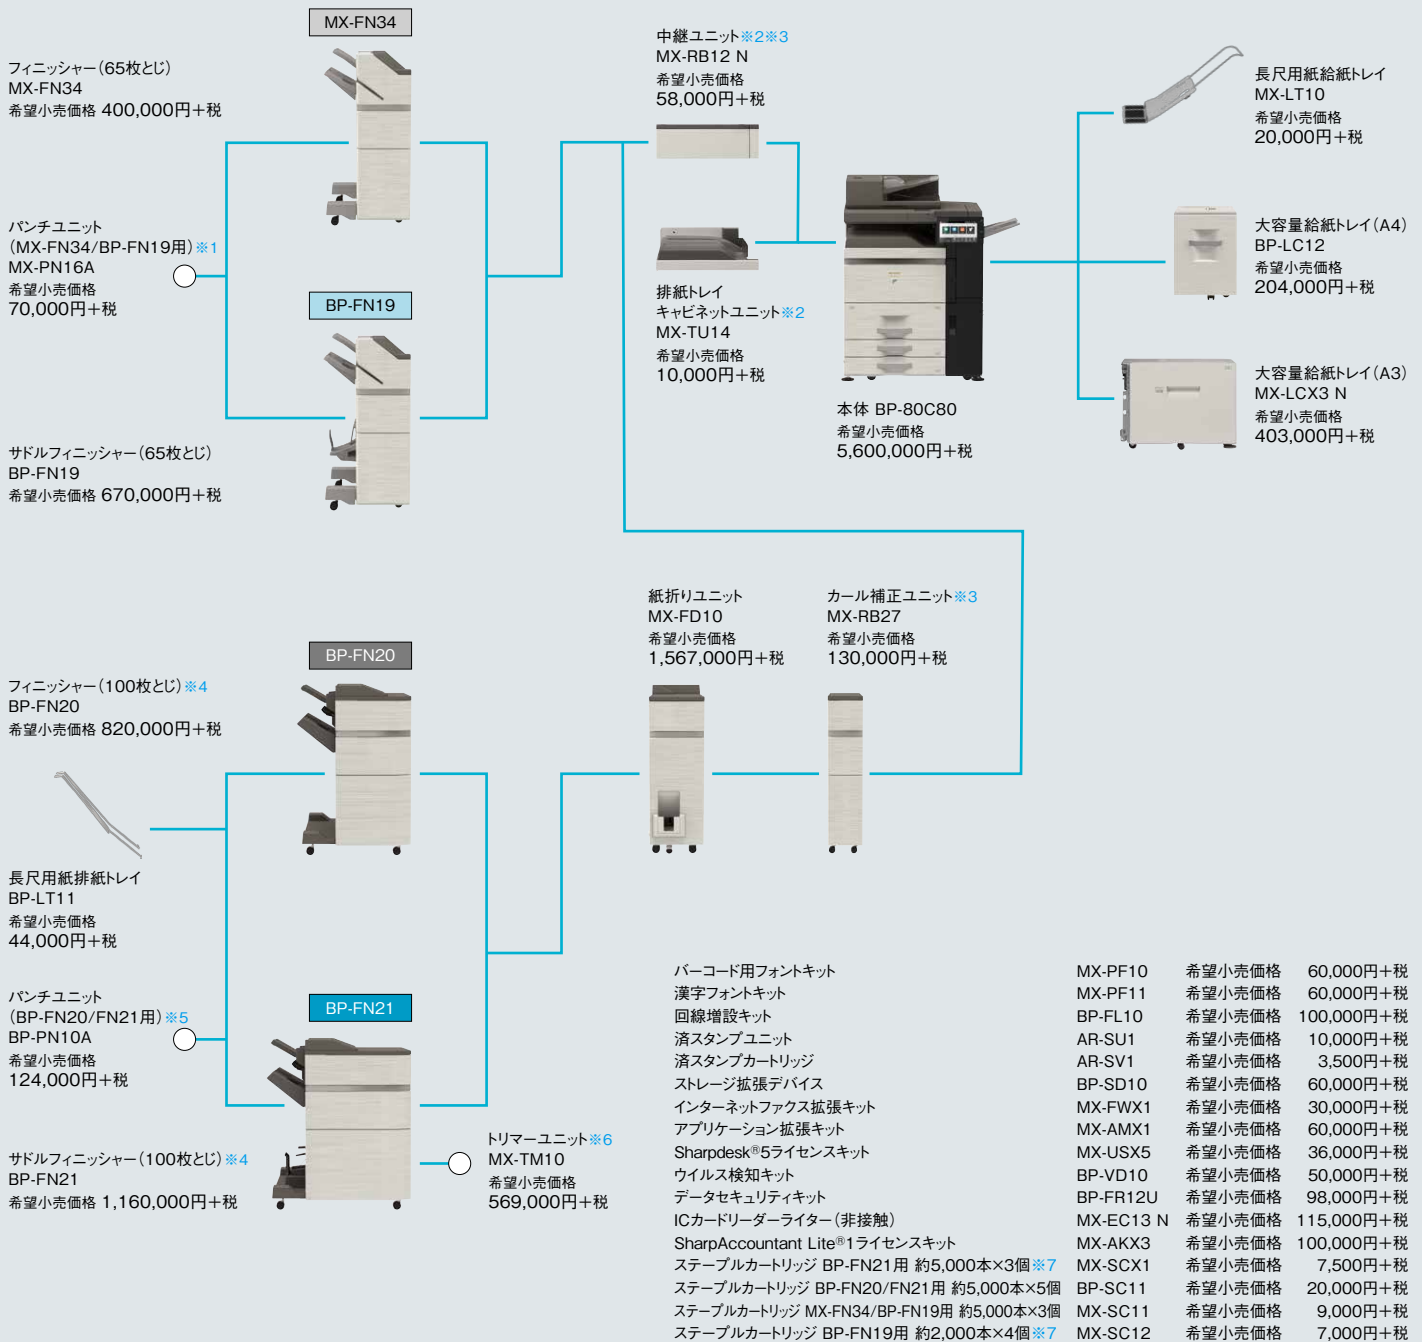 MX-FN34
フィニッシャー（65枚とじ）
MX-FN34
希望小売価格 400,000円＋税
パンチユニット
（MX-FN34/BP-FN19用）※1
MX-PN16A
希望小売価格
70,000円＋税
BP-FN19
サドルフィニッシャー（65枚とじ）
BP-FN19
希望小売価格 670,000円＋税
中継ユニット※2※3
MX-RB12 N
希望小売価格
58,000円＋税
排紙トレイ
キャビネットユニット※2
MX-TU14
希望小売価格
10,000円＋税
本体 BP-80C80
希望小売価格
5,600,000円＋税
長尺用紙給紙トレイ
MX-LT10
希望小売価格
20,000円＋税
大容量給紙トレイ（A4）
BP-LC12
希望小売価格
204,000円＋税
大容量給紙トレイ（A3）
MX-LCX3 N
希望小売価格
403,000円＋税
紙折りユニット
MX-FD10
希望小売価格
1,567,000円＋税
カール補正ユニット※3
MX-RB27
希望小売価格
130,000円＋税
BP-FN20
フィニッシャー（100枚とじ）※4
BP-FN20
希望小売価格 820,000円＋税
長尺用紙排紙トレイ
BP-LT11
希望小売価格
44,000円＋税
パンチユニット
（BP-FN20/FN21用）※5
BP-PN10A
希望小売価格
124,000円＋税
BP-FN21
サドルフィニッシャー（100枚とじ）※4
BP-FN21
希望小売価格 1,160,000円＋税
トリマーユニット※6
MX-TM10
希望小売価格
569,000円＋税
バーコード用フォントキット MX-PF10 希望小売価格 60,000円＋税
漢字フォントキット MX-PF11 希望小売価格 60,000円＋税
回線増設キット BP-FL10 希望小売価格 100,000円＋税
済スタンプユニット AR-SU1 希望小売価格 10,000円＋税
済スタンプカートリッジ AR-SV1 希望小売価格 3,500円＋税
ストレージ拡張デバイス BP-SD10 希望小売価格 60,000円＋税
インターネットファクス拡張キット MX-FWX1 希望小売価格 30,000円＋税
アプリケーション拡張キット MX-AMX1 希望小売価格 60,000円＋税
Sharpdesk®5ライセンスキット MX-USX5 希望小売価格 36,000円＋税
ウイルス検知キット BP-VD10 希望小売価格 50,000円＋税
データセキュリティキット BP-FR12U 希望小売価格 98,000円＋税
ICカードリーダーライター（非接触） MX-EC13 N 希望小売価格 115,000円＋税
SharpAccountant Lite®1ライセンスキット MX-AKX3 希望小売価格 100,000円＋税
ステープルカートリッジ BP-FN21用 約5,000本×3個※7 MX-SCX1 希望小売価格 7,500円＋税
ステープルカートリッジ BP-FN20/FN21用 約5,000本×5個 BP-SC11 希望小売価格 20,000円＋税
ステープルカートリッジ MX-FN34/BP-FN19用 約5,000本×3個 MX-SC11 希望小売価格 9,000円＋税
ステープルカートリッジ BP-FN19用 約2,000本×4個※7 MX-SC12 希望小売価格 7,000円＋税